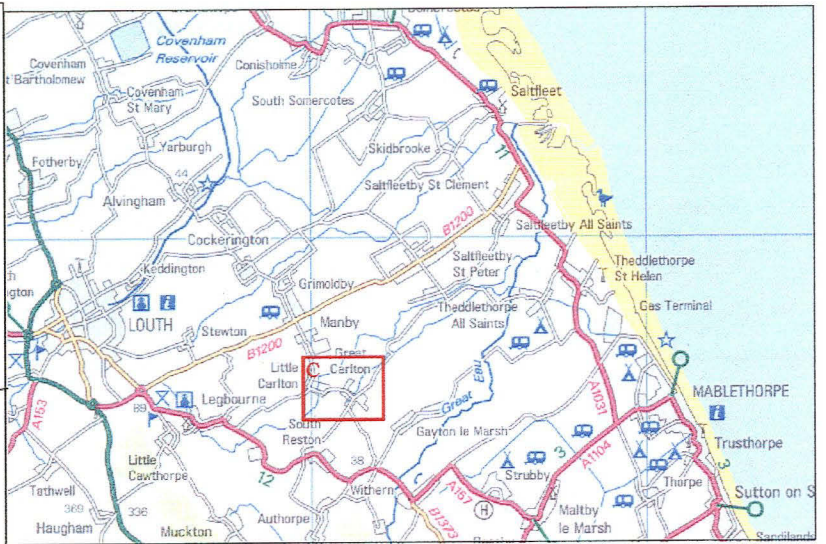 Covenham
Reservoir
Covenham
St Bartholomew
Conisholme
Covenham
St Mary
South Somercotes
Saltfleet
Yarburgh
Skidbrooke
11
Fotherby
44
Saltfleetby St Clement
Alvingham
B1200
Saltfleetby All Saints
Cockerington
Saltfleetby
St Peter
Theddlethorpe
St Helen
Keddington
Grimoldby
Gas Terminal
Theddlethorpe
All Saints
LOUTH
Manby
Stewton
B1200
Great
Carlton
Little
Carlton
C
Great Eau
A1031
MABLETHORPE
A153
89
Legbourne
South
Reston
Gayton le Marsh
A1104
Trusthorpe
Little
Cawthorpe
12
38
Withern
A157
Strubby
3
Thorpe
3
Tathwell
369
336
Haugham
Muckton
Authorpe
B1373
H
Maltby
le Marsh
Sutton on S